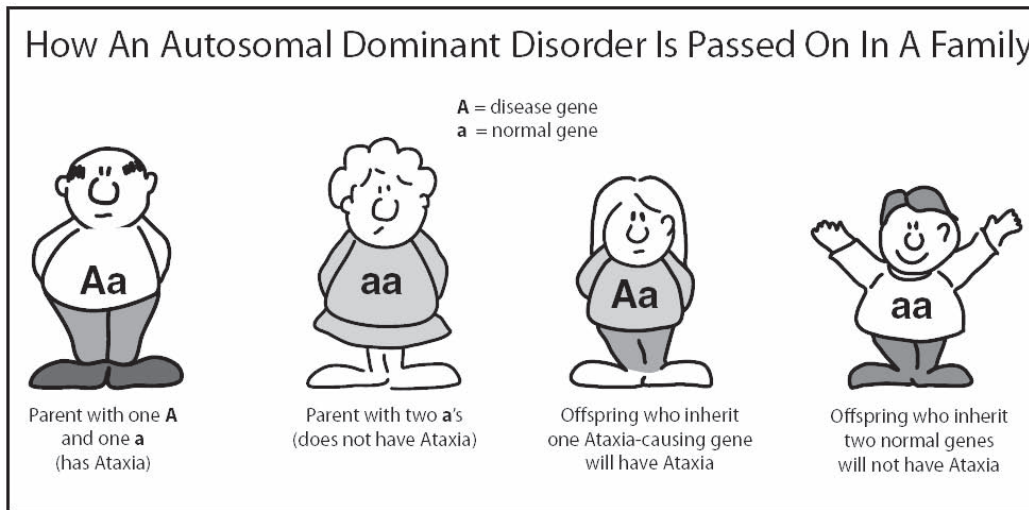 How An Autosomal Dominant Disorder Is Passed On In A Family
A = disease gene
a = normal gene
Aa
aa
Aa
aa
Parent with one A
and one a
(has Ataxia)
Parent with two a's
(does not have Ataxia)
Offspring who inherit
one Ataxia-causing gene
will have Ataxia
Offspring who inherit
two normal genes
will not have Ataxia